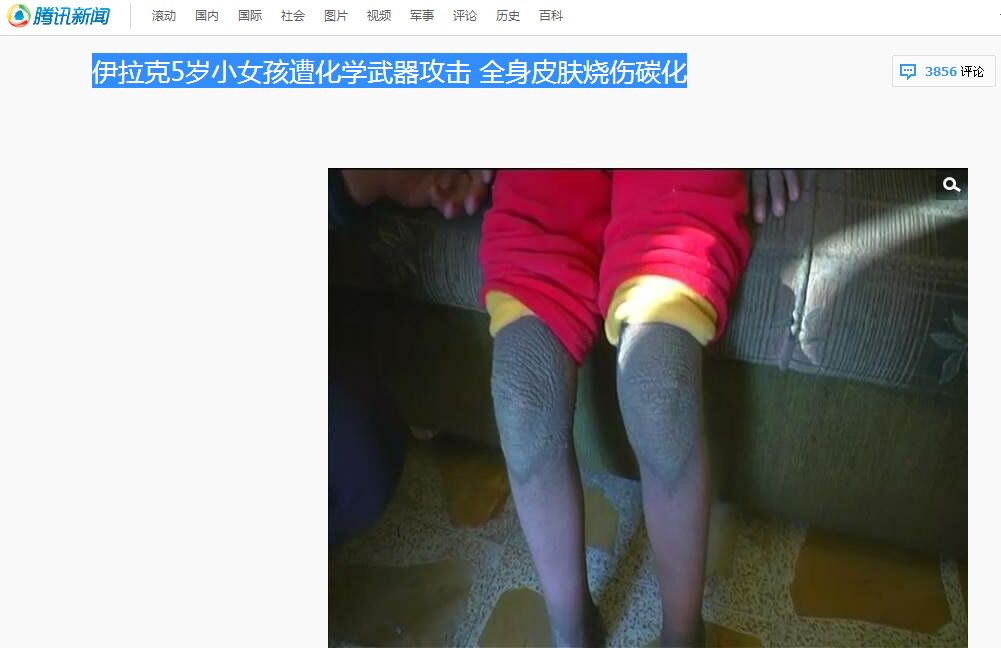 腾讯新闻 滚动 国内 国际 社会 图片 视频 军事 评论 历史 百科
伊拉克5岁小女孩遭化学武器攻击 全身皮肤烧伤碳化
3856 评论